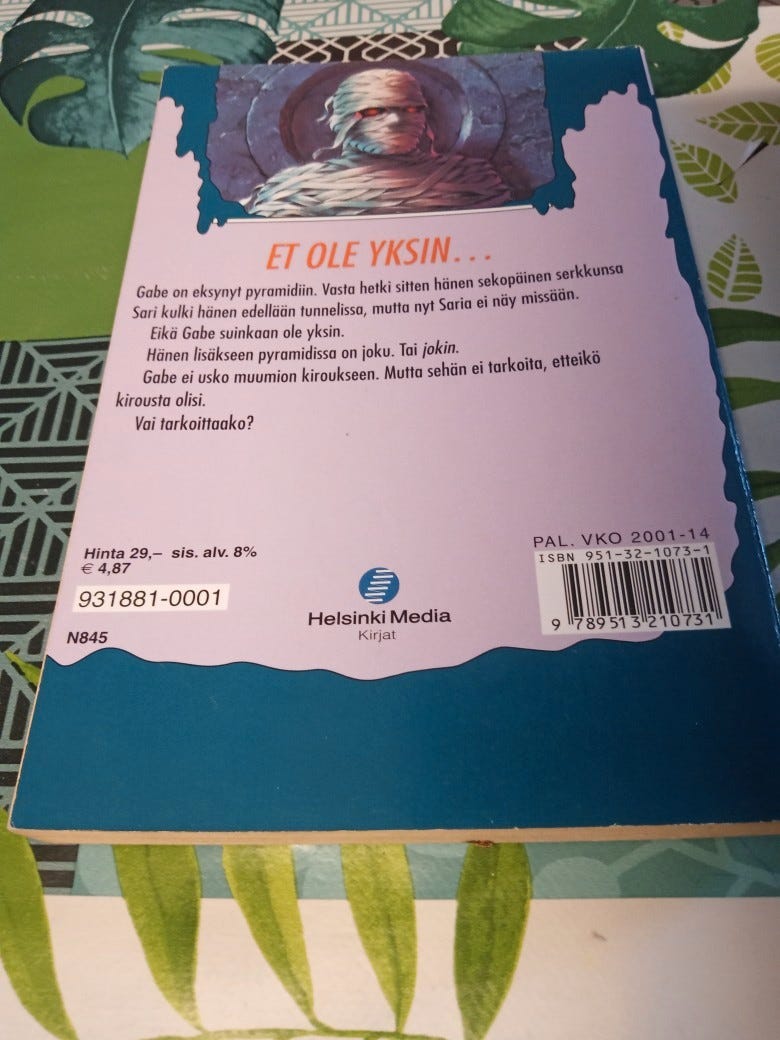 ET OLE YKSIN...
Gabe on eksynyt pyramidiin. Vasta hetki sitten hänen sekopäinen serkkunsa
Sari kulki hänen edellään tunnelissa, mutta nyt Saria ei näy missään.
Eikä Gabe suinkaan ole yksin.
Hänen lisäkseen pyramidissa on joku. Tai jokin.
Gabe ei usko muumion kiroukseen. Mutta sehän ei tarkoita, etteikö
kirousta olisi.
Vai tarkoittaako?
Hinta 29,– sis. alv. 8%
€ 4,87
931881-0001
N845
Helsinki Media
Kirjat
PAL. VKO 2001-14
ISBN 951-32-1073-1
9 789513 210731